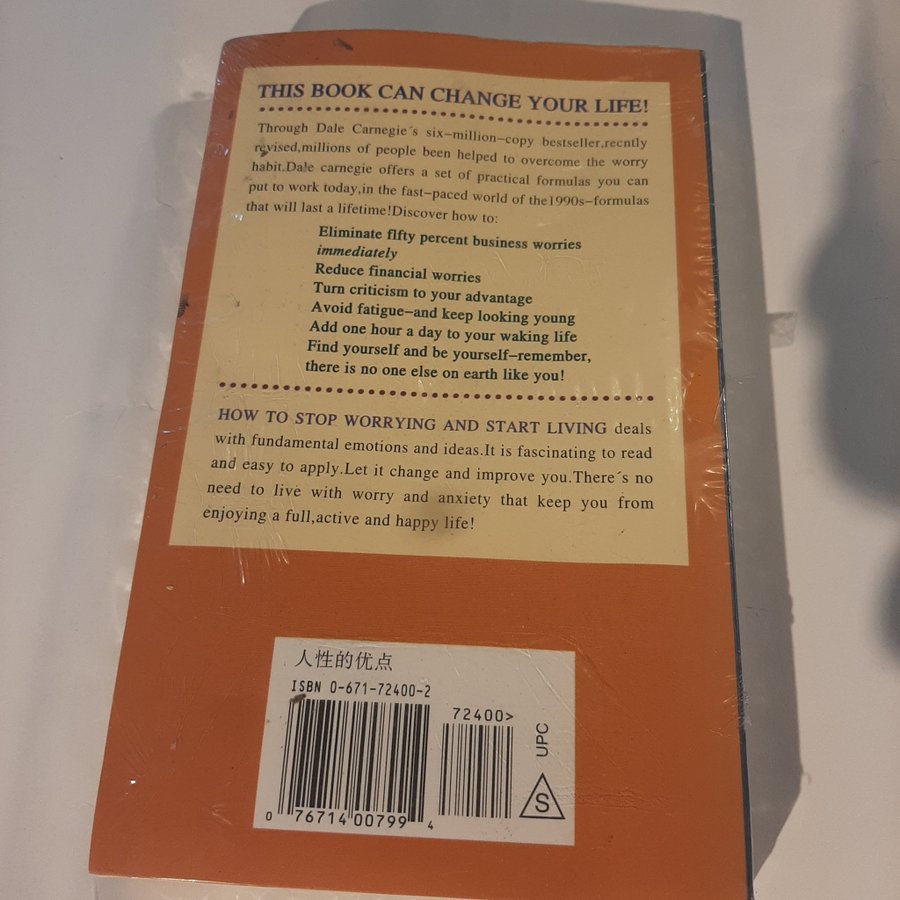 THIS BOOK CAN CHANGE YOUR LIFE!
Through Dale Carnegie´s six–million–copy bestseller,recntly
revised,millions of people been helped to overcome the worry
habit.Dale carnegie offers a set of practical formulas you can
put to work today,in the fast–paced world of the1990s–formulas
that will last a lifetime!Discover how to:
Eliminate flfty percent business worries
immediately
Reduce financial worries
Turn criticism to your advantage
Avoid fatigue–and keep looking young
Add one hour a day to your waking life
Find yourself and be yourself–remember,
there is no one else on earth like you!
HOW TO STOP WORRYING AND START LIVING deals
with fundamental emotions and ideas.It is fascinating to read
and easy to apply.Let it change and improve you.There´s no
need to live with worry and anxiety that keep you from
enjoying a full,active and happy life!
人性的优点
ISBN 0-671-72400-2
72400>
UPC
S
0 76714 00799 4